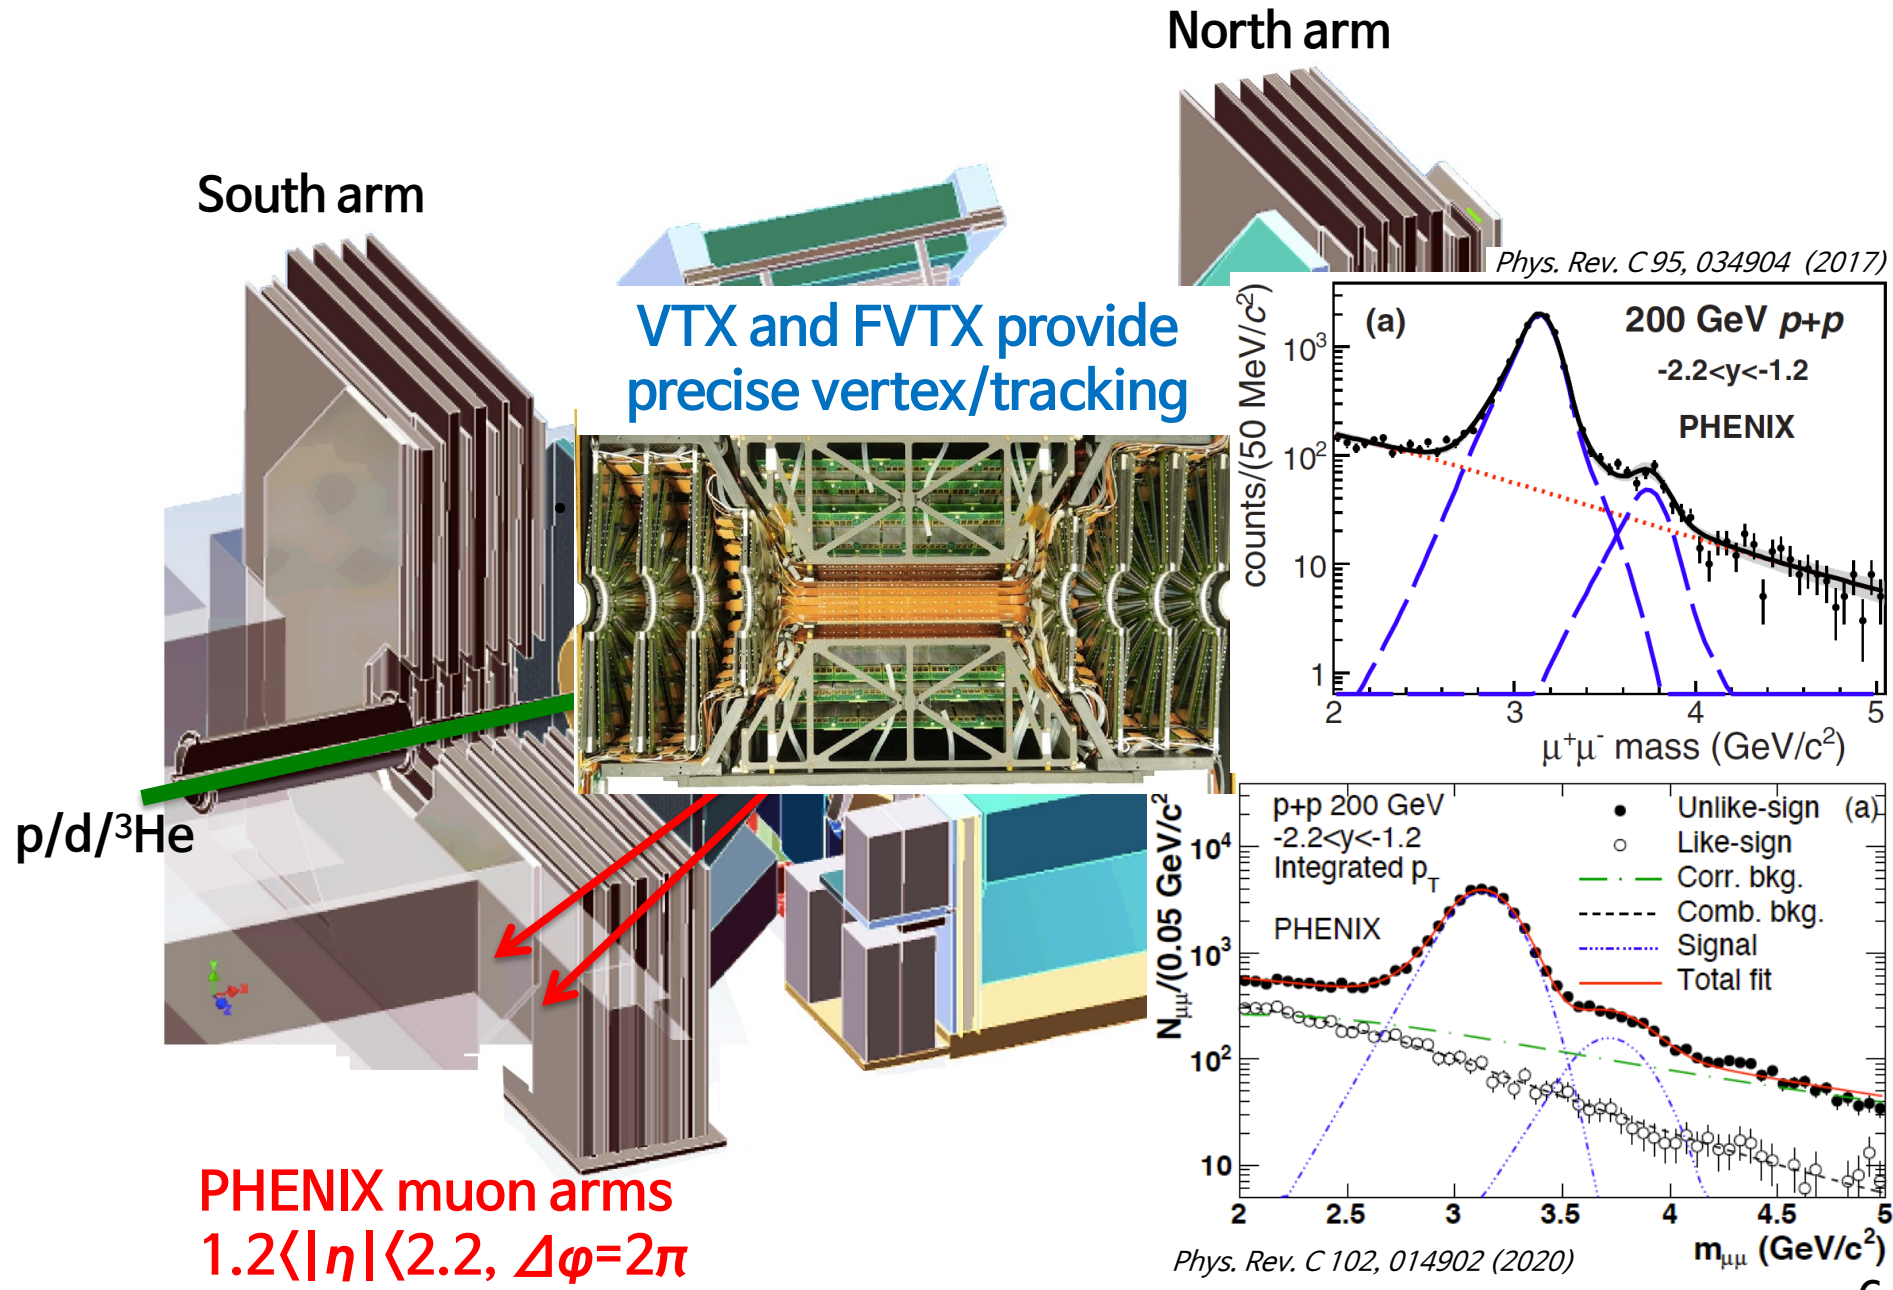 North arm
South arm
Phys. Rev. C 95, 034904 (2017)
VTX and FVTX provide
precise vertex/tracking
counts/(50 MeV/c²)
10³
10²
10
1
(a)
200 GeV p+p
-2.2<y<-1.2
PHENIX
2 3 4 5
μ⁺μ⁻ mass (GeV/c²)
p/d/³He
N_μμ/(0.05 GeV/c²
10⁴
10³
10²
10
p+p 200 GeV
-2.2<y<-1.2
Integrated p_T
PHENIX
Unlike-sign (a)
Like-sign
Corr. bkg.
Comb. bkg.
Signal
Total fit
2 2.5 3 3.5 4 4.5 5
m_μμ (GeV/c²)
Phys. Rev. C 102, 014902 (2020)
PHENIX muon arms
1.2⟨|η|⟨2.2, Δφ=2π